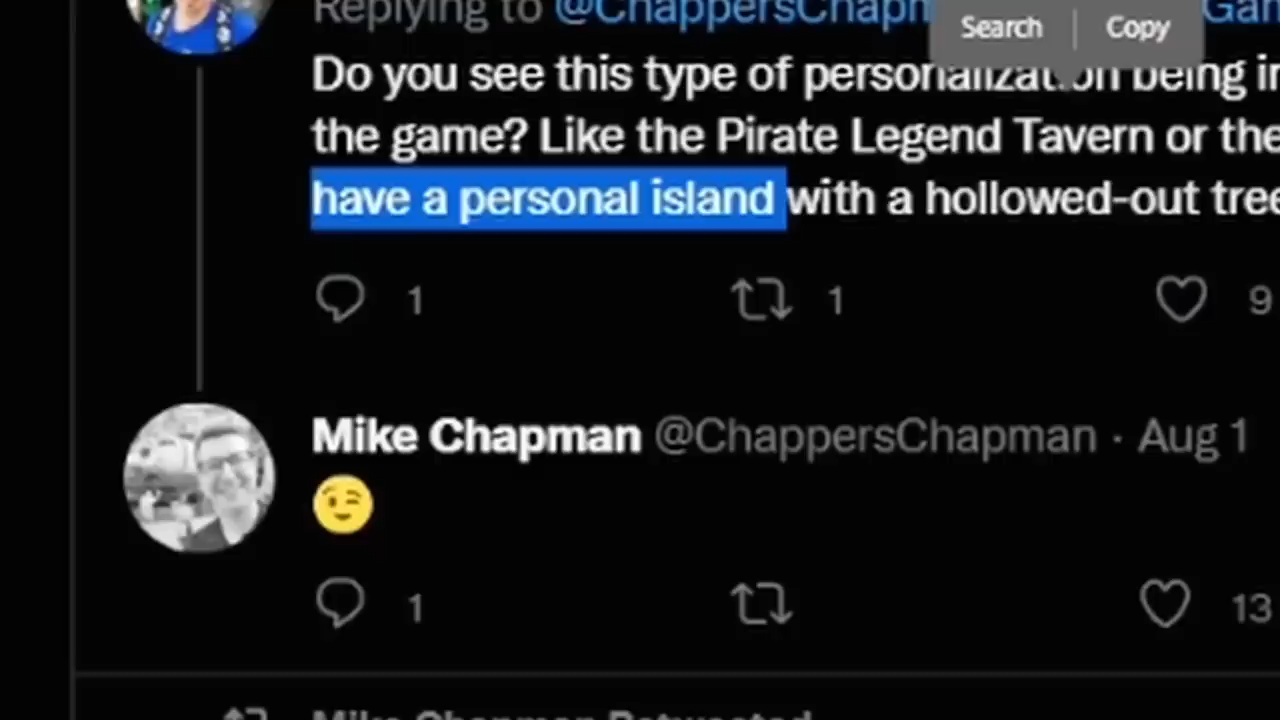 Replying to @ChappersChapm
Search Copy
Do you see this type of personalization being
the game? Like the Pirate Legend Tavern or the
have a personal island with a hollowed-out tree
1 1 9
Mike Chapman @ChappersChapman · Aug 1
😉
1 13
Mike Chapman Retweeted